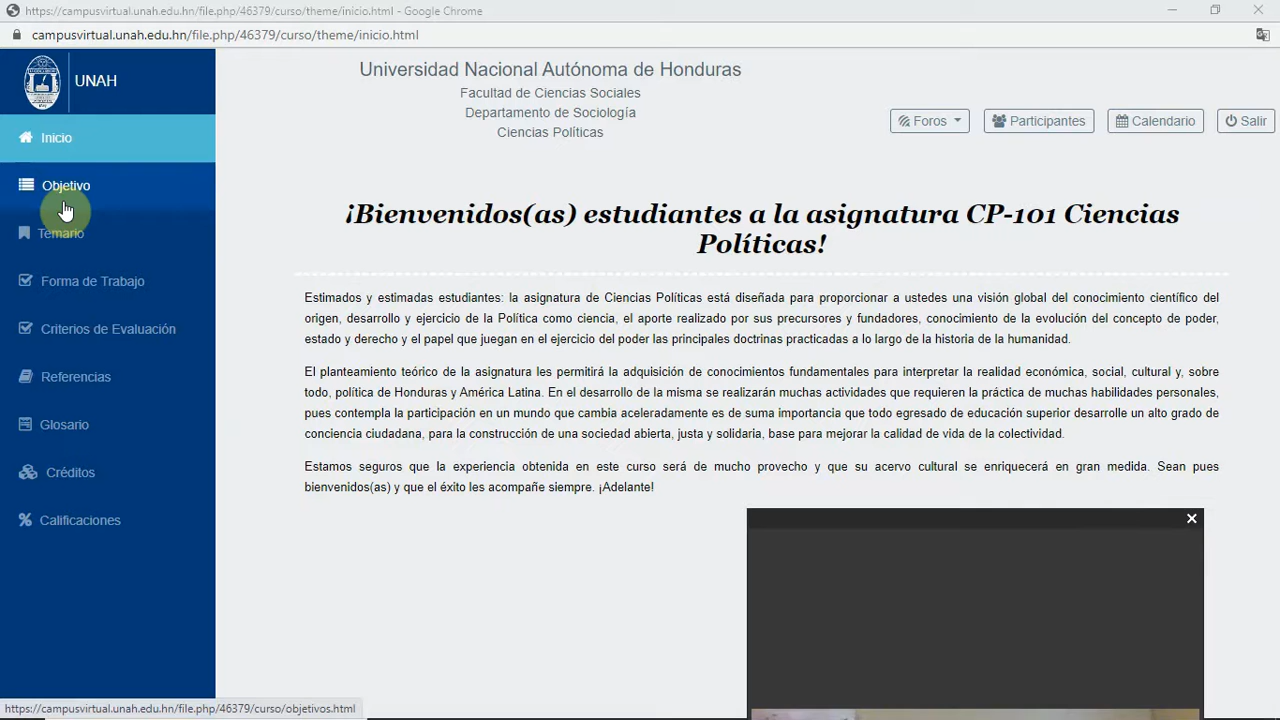 https://campusvirtual.unah.edu.hn/file.php/46379/curso/theme/inicio.html - Google Chrome
campusvirtual.unah.edu.hn/file.php/46379/curso/theme/inicio.html
UNAH
Inicio
Objetivo
Temario
Forma de Trabajo
Criterios de Evaluación
Referencias
Glosario
Créditos
Calificaciones
Universidad Nacional Autónoma de Honduras
Facultad de Ciencias Sociales
Departamento de Sociología
Ciencias Políticas
Foros
Participantes
Calendario
Salir
¡Bienvenidos(as) estudiantes a la asignatura CP-101 Ciencias
Políticas!
Estimados y estimadas estudiantes: la asignatura de Ciencias Políticas está diseñada para proporcionar a ustedes una visión global del conocimiento científico del
origen, desarrollo y ejercicio de la Política como ciencia, el aporte realizado por sus precursores y fundadores, conocimiento de la evolución del concepto de poder,
estado y derecho y el papel que juegan en el ejercicio del poder las principales doctrinas practicadas a lo largo de la historia de la humanidad.
El planteamiento teórico de la asignatura les permitirá la adquisición de conocimientos fundamentales para interpretar la realidad económica, social, cultural y, sobre
todo, política de Honduras y América Latina. En el desarrollo de la misma se realizarán muchas actividades que requieren la práctica de muchas habilidades personales,
pues contempla la participación en un mundo que cambia aceleradamente es de suma importancia que todo egresado de educación superior desarrolle un alto grado de
conciencia ciudadana, para la construcción de una sociedad abierta, justa y solidaria, base para mejorar la calidad de vida de la colectividad.
Estamos seguros que la experiencia obtenida en este curso será de mucho provecho y que su acervo cultural se enriquecerá en gran medida. Sean pues
bienvenidos(as) y que el éxito les acompañe siempre. ¡Adelante!
https://campusvirtual.unah.edu.hn/file.php/46379/curso/objetivos.html